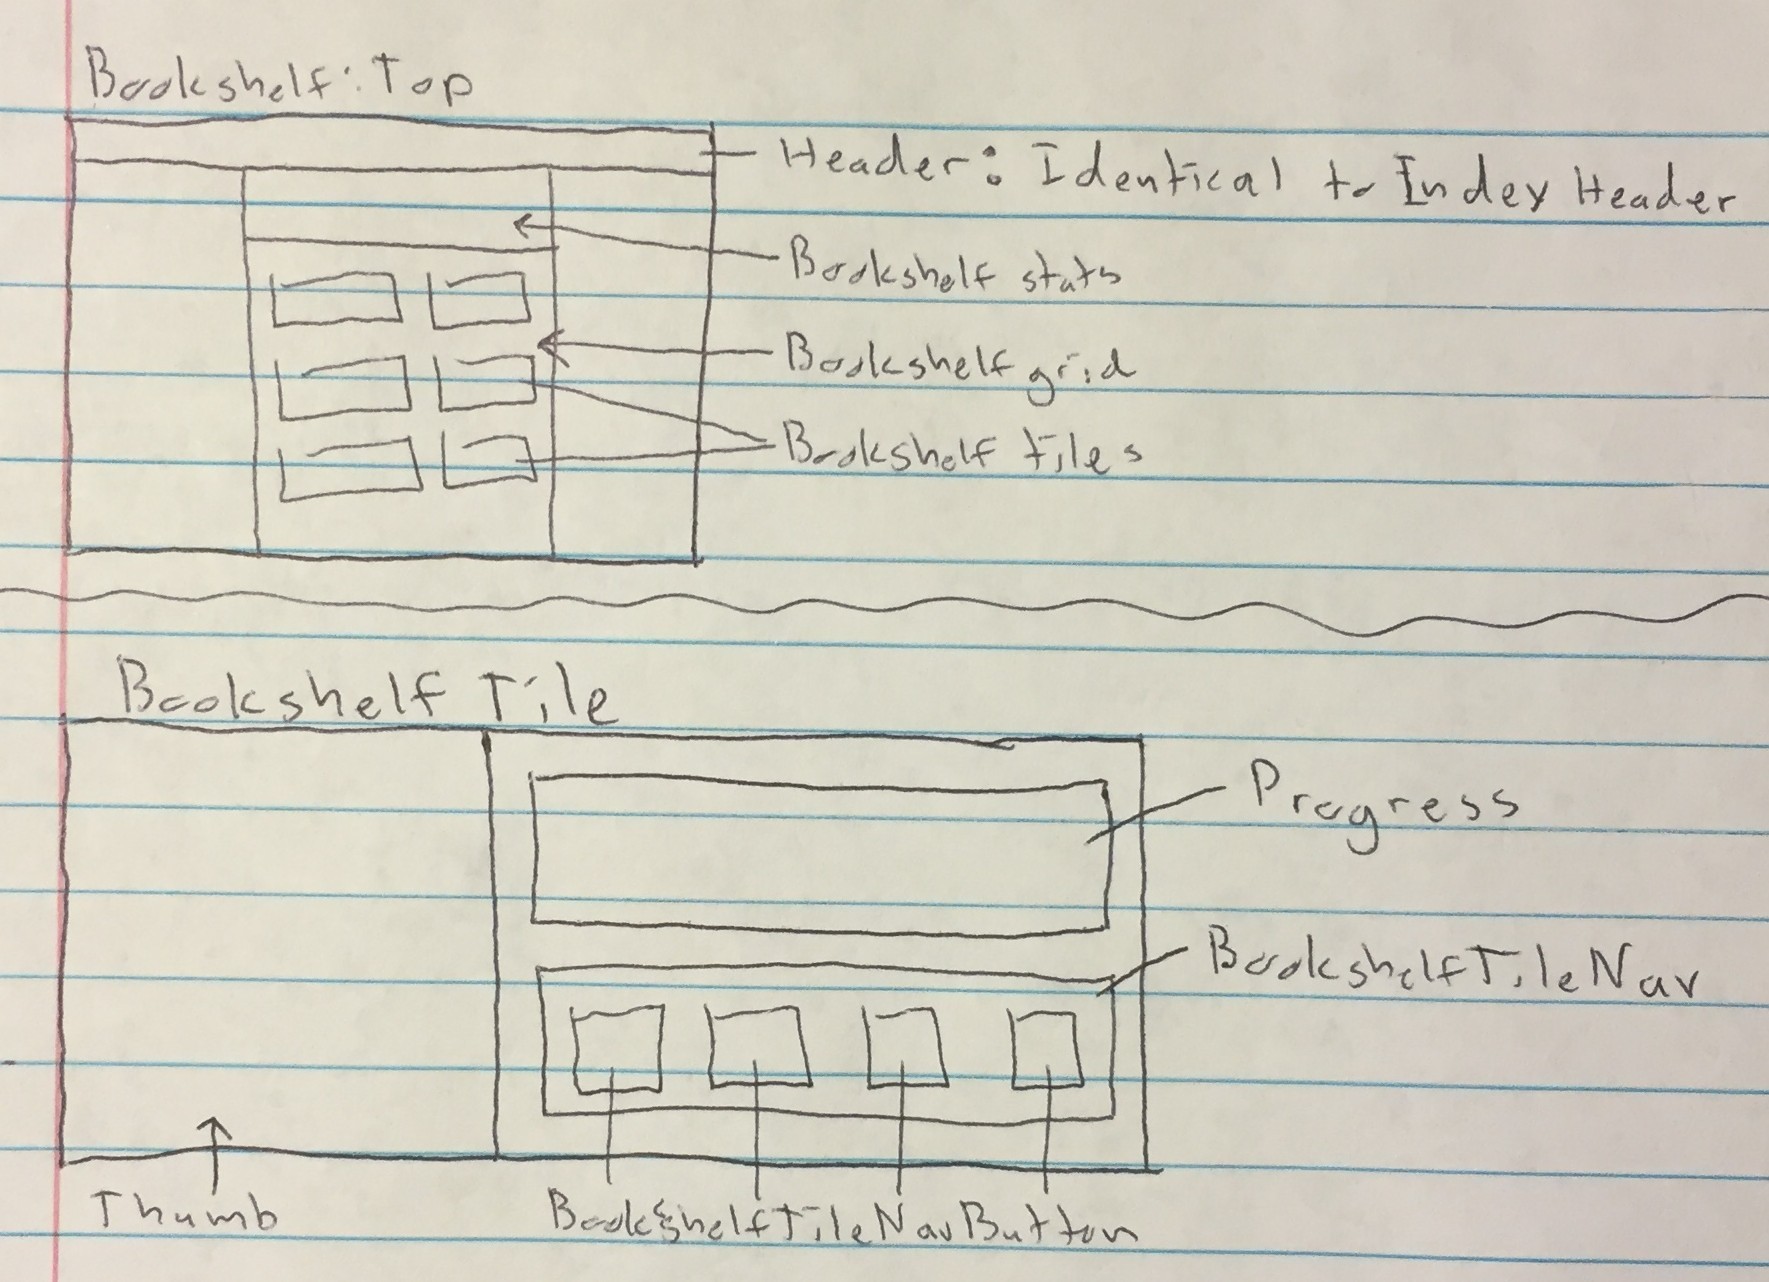 Bookshelf: Top
Header: Identical to Index Header
Bookshelf stats
Bookshelf grid
Bookshelf tiles
Bookshelf Tile
Progress
BookshelfTileNav
Thumb
BookshelfTileNavButton